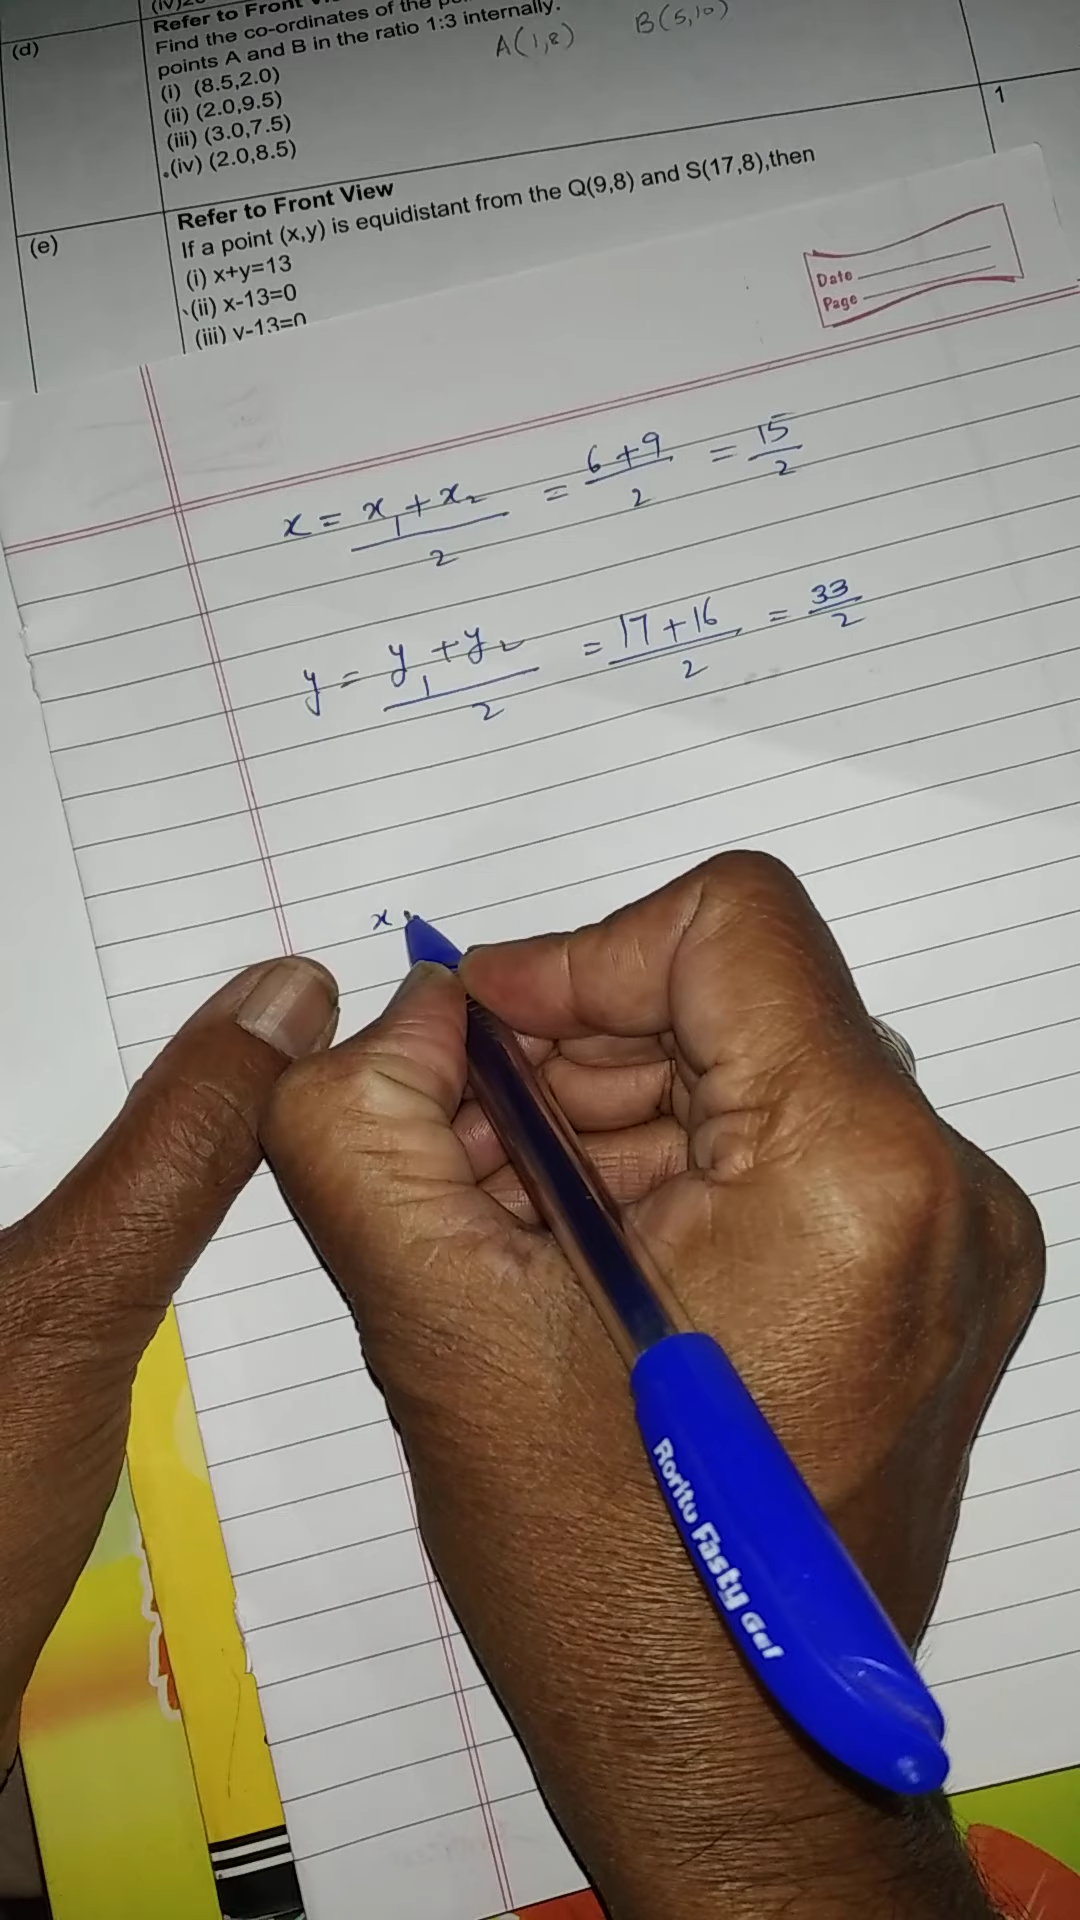 Refer to Front
(d) Find the co-ordinates of the
points A and B in the ratio 1:3 internally.
A(1,8) B(5,10)
(i) (8.5,2.0)
(ii) (2.0,9.5)
(iii) (3.0,7.5)
(iv) (2.0,8.5)
1
Refer to Front View
(e) If a point (x,y) is equidistant from the Q(9,8) and S(17,8),then
(i) x+y=13
(ii) x-13=0
(iii) y-13=0
Date
Page
x = x₁+x₂/2 = 6+9/2 = 15/2
y = y₁+y₂/2 = 17+16/2 = 33/2
x
Rorito Fasty Gel